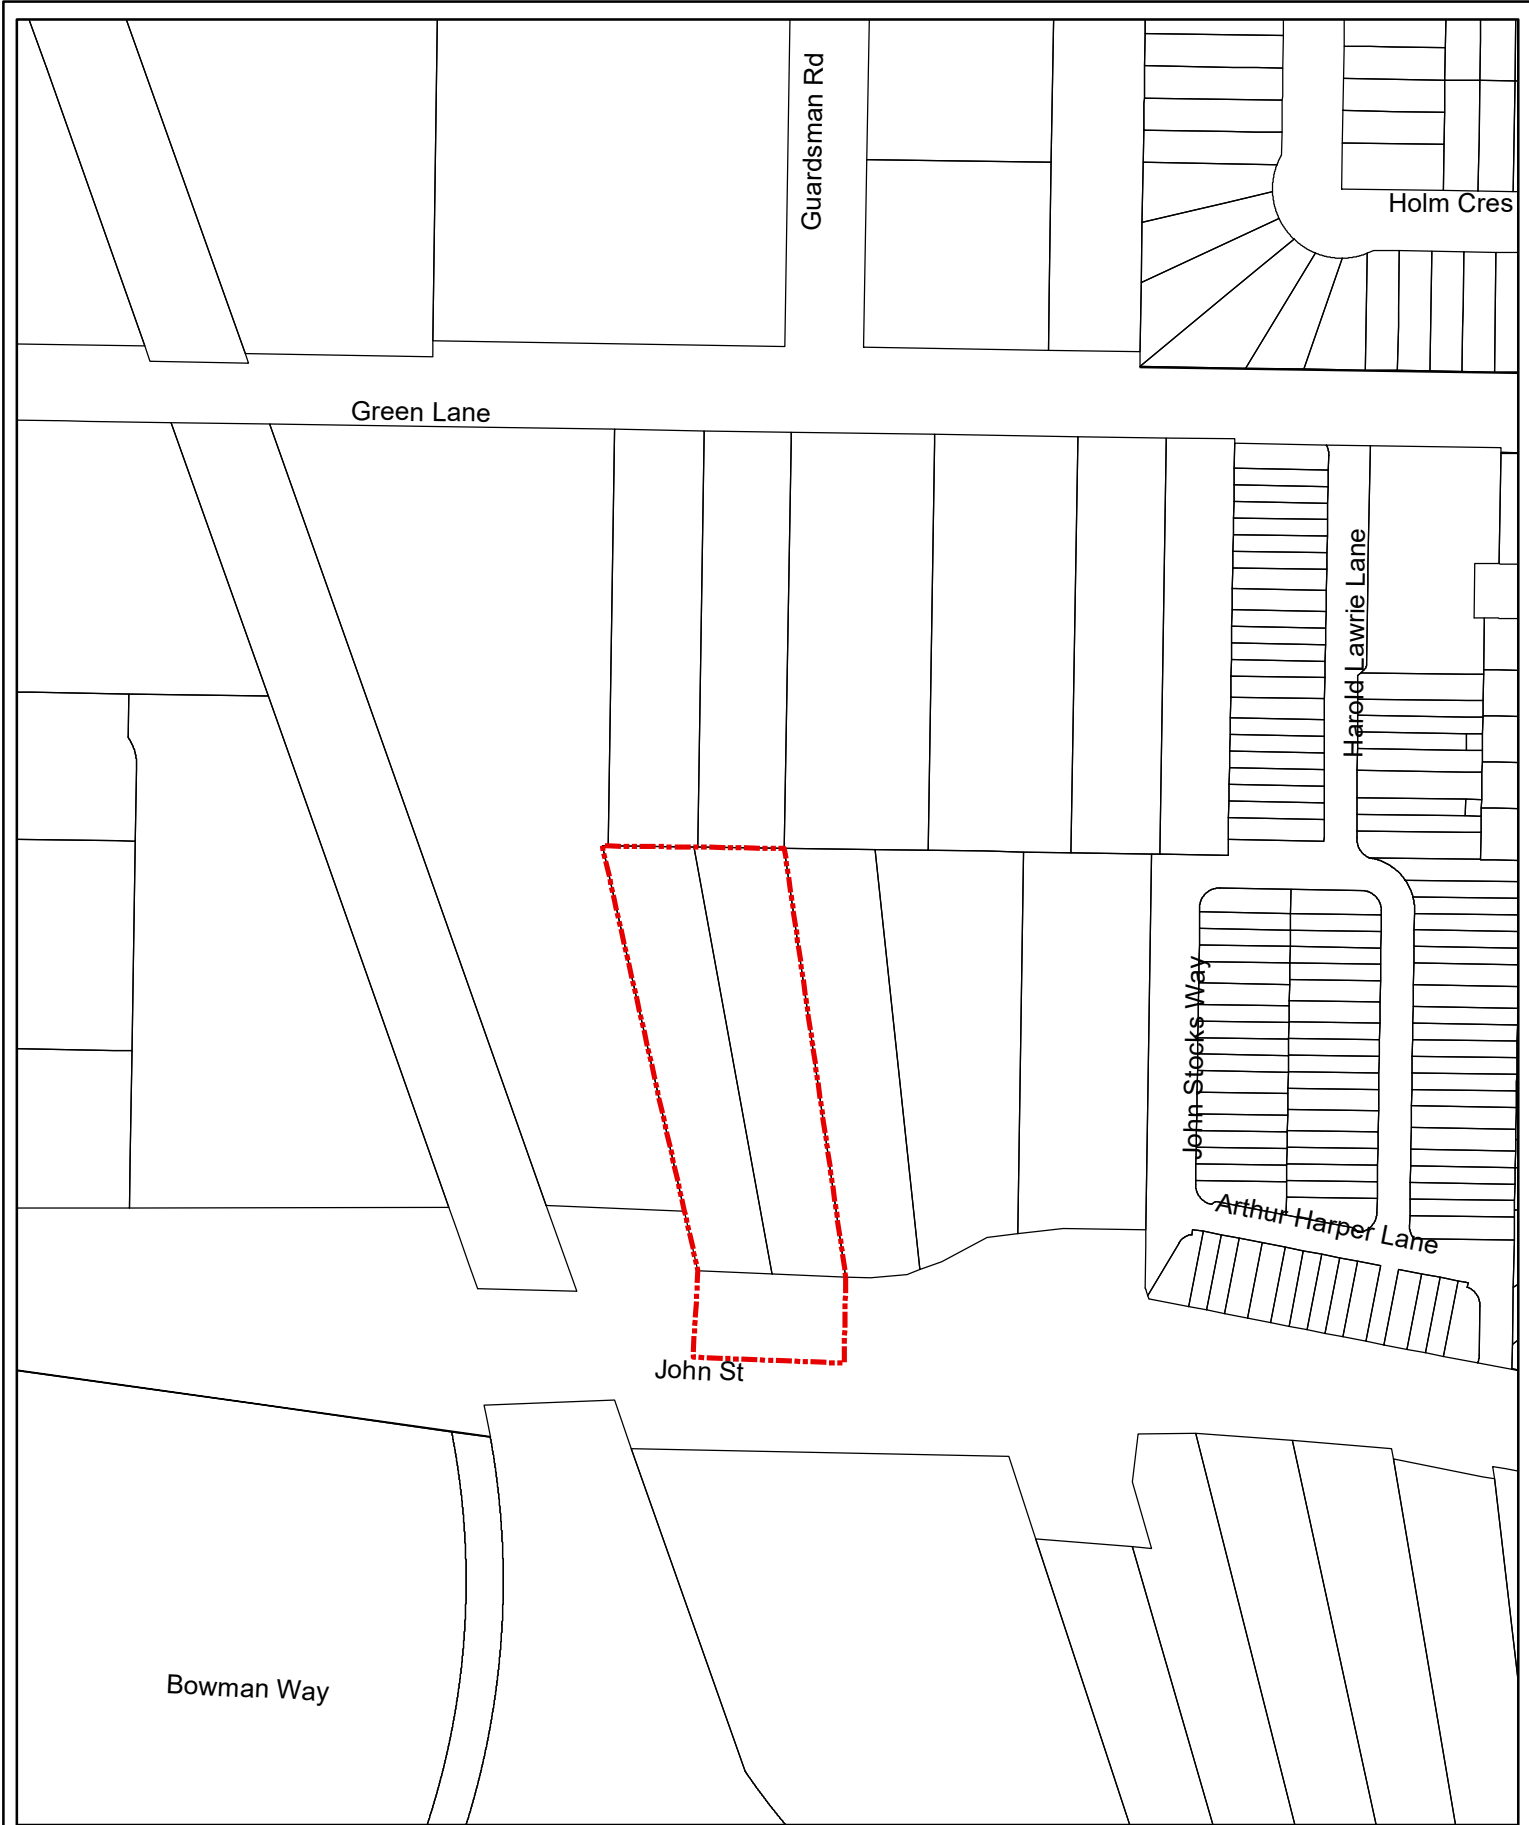 Guardsman Rd
Holm Cres
Green Lane
Harold Lawrie Lane
John Stocks Way
Arthur Harper Lane
John St
Bowman Way